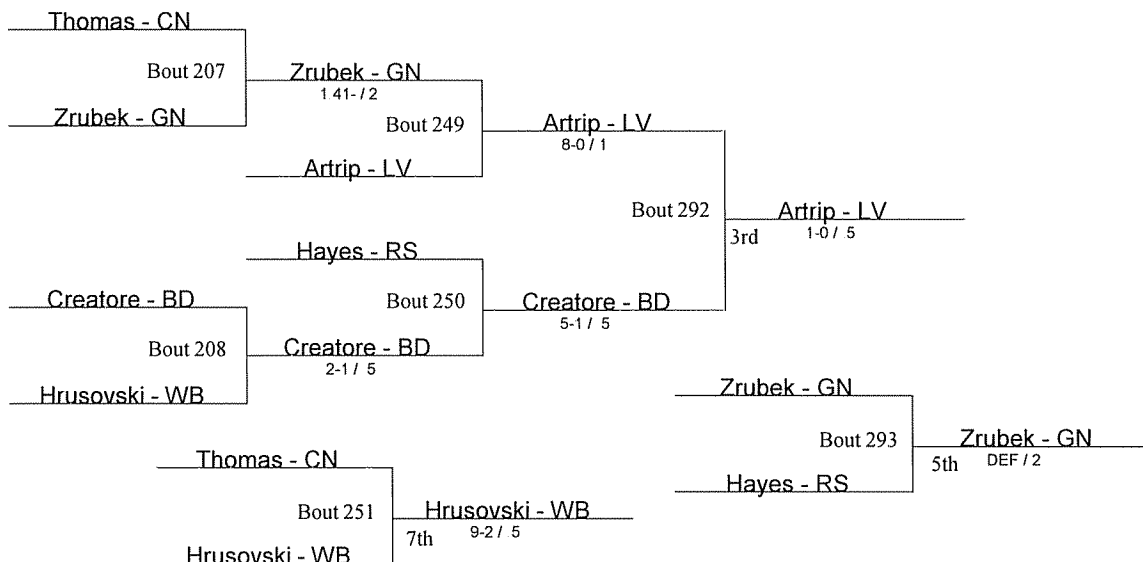 Thomas - CN
Bout 207
Zrubek - GN
1:41- / 2
Zrubek - GN
Bout 249
Artrip - LV
8-0 / 1
Artrip - LV
Bout 292
Artrip - LV
1-0 / .5
3rd
Hayes - RS
Creatore - BD
Bout 250
Creatore - BD
5-1 / .5
Bout 208
Creatore - BD
2-1 / .5
Hrusovski - WB
Zrubek - GN
Bout 293
Zrubek - GN
DEF / 2
5th
Hayes - RS
Thomas - CN
Bout 251
Hrusovski - WB
9-2 / .5
7th
Hrusovski - WB